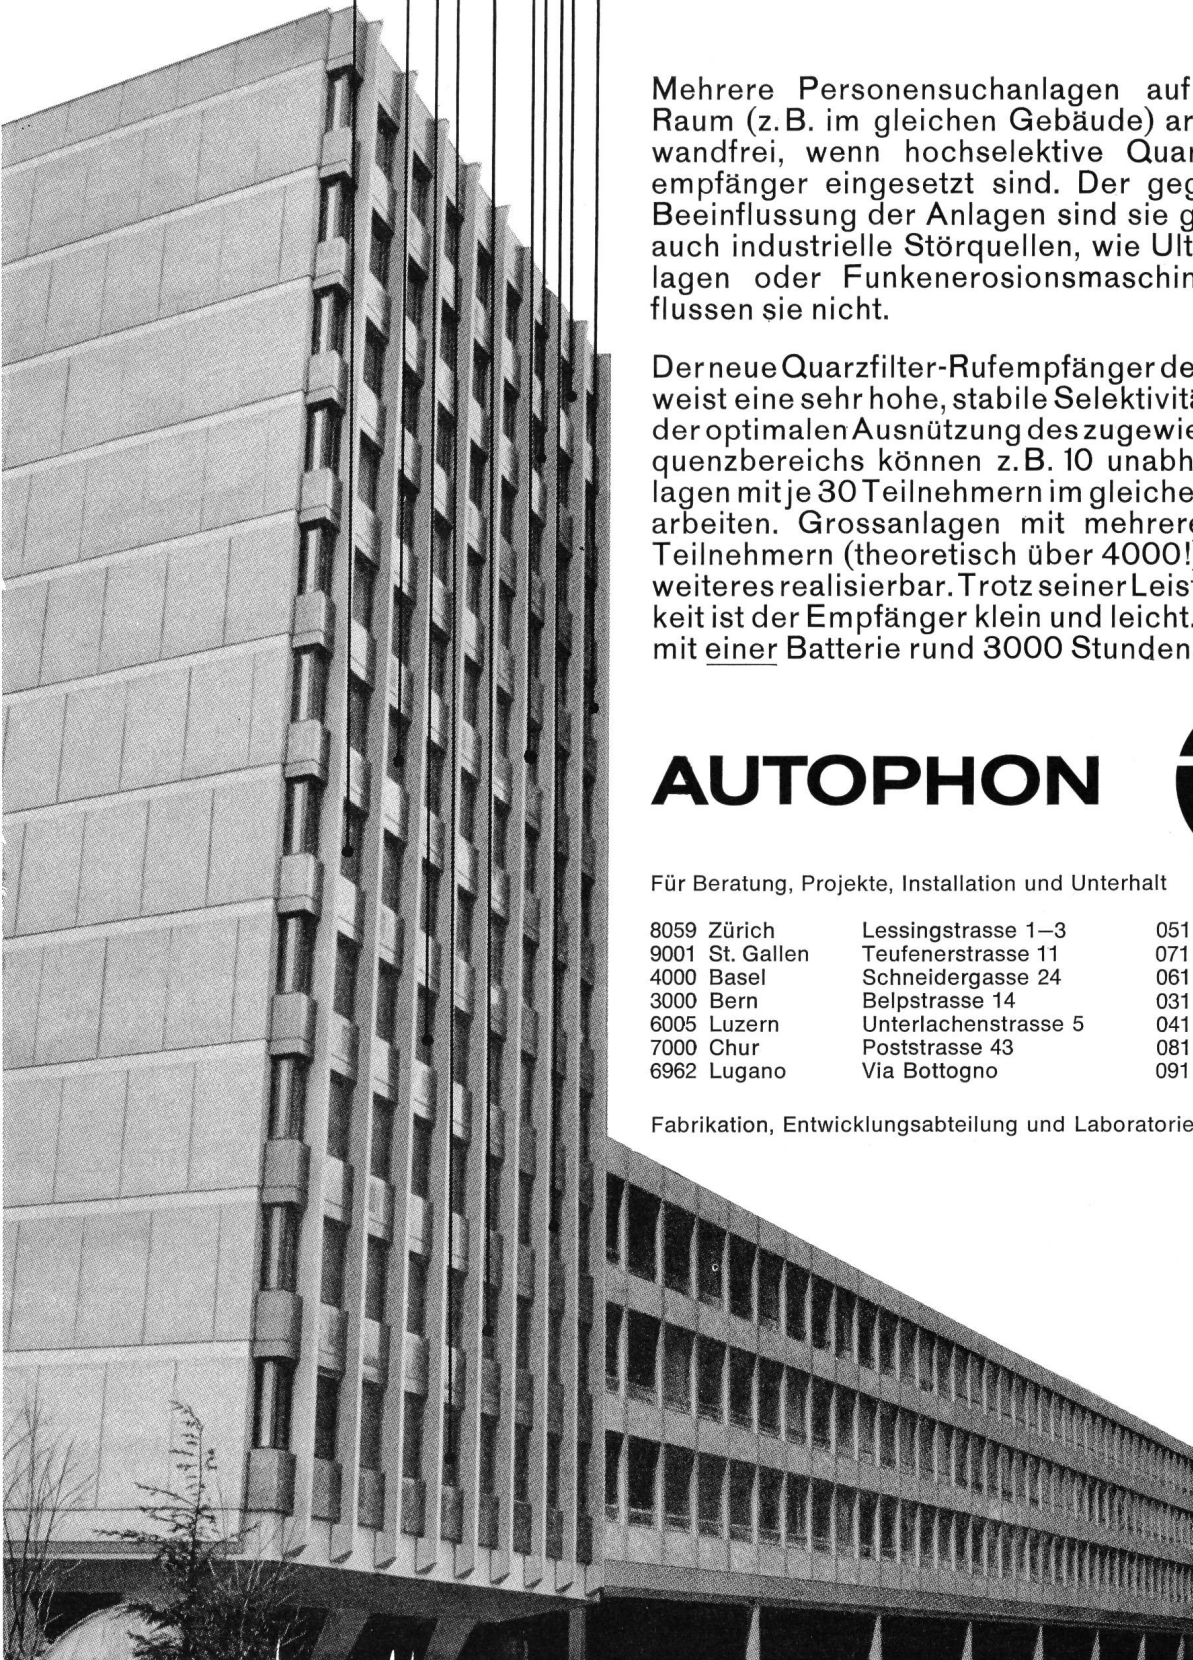 Mehrere Personensuchanlagen auf
Raum (z.B. im gleichen Gebäude) ar
wandfrei, wenn hochselektive Quar
empfänger eingesetzt sind. Der geg
Beeinflussung der Anlagen sind sie g
auch industrielle Störquellen, wie Ult
lagen oder Funkenerosionsmaschin
flussen sie nicht.
Der neue Quarzfilter-Rufempfänger de
weist eine sehr hohe, stabile Selektivitä
der optimalen Ausnützung des zugewie
quenzbereichs können z.B. 10 unabh
lagen mit je 30 Teilnehmern im gleiche
arbeiten. Grossanlagen mit mehrere
Teilnehmern (theoretisch über 4000!)
weiteres realisierbar. Trotz seiner Leis
keit ist der Empfänger klein und leicht.
mit einer Batterie rund 3000 Stunden
AUTOPHON
Für Beratung, Projekte, Installation und Unterhalt
8059 Zürich Lessingstrasse 1–3 051
9001 St. Gallen Teufenerstrasse 11 071
4000 Basel Schneidergasse 24 061
3000 Bern Belpstrasse 14 031
6005 Luzern Unterlachenstrasse 5 041
7000 Chur Poststrasse 43 081
6962 Lugano Via Bottogno 091
Fabrikation, Entwicklungsabteilung und Laboratorie